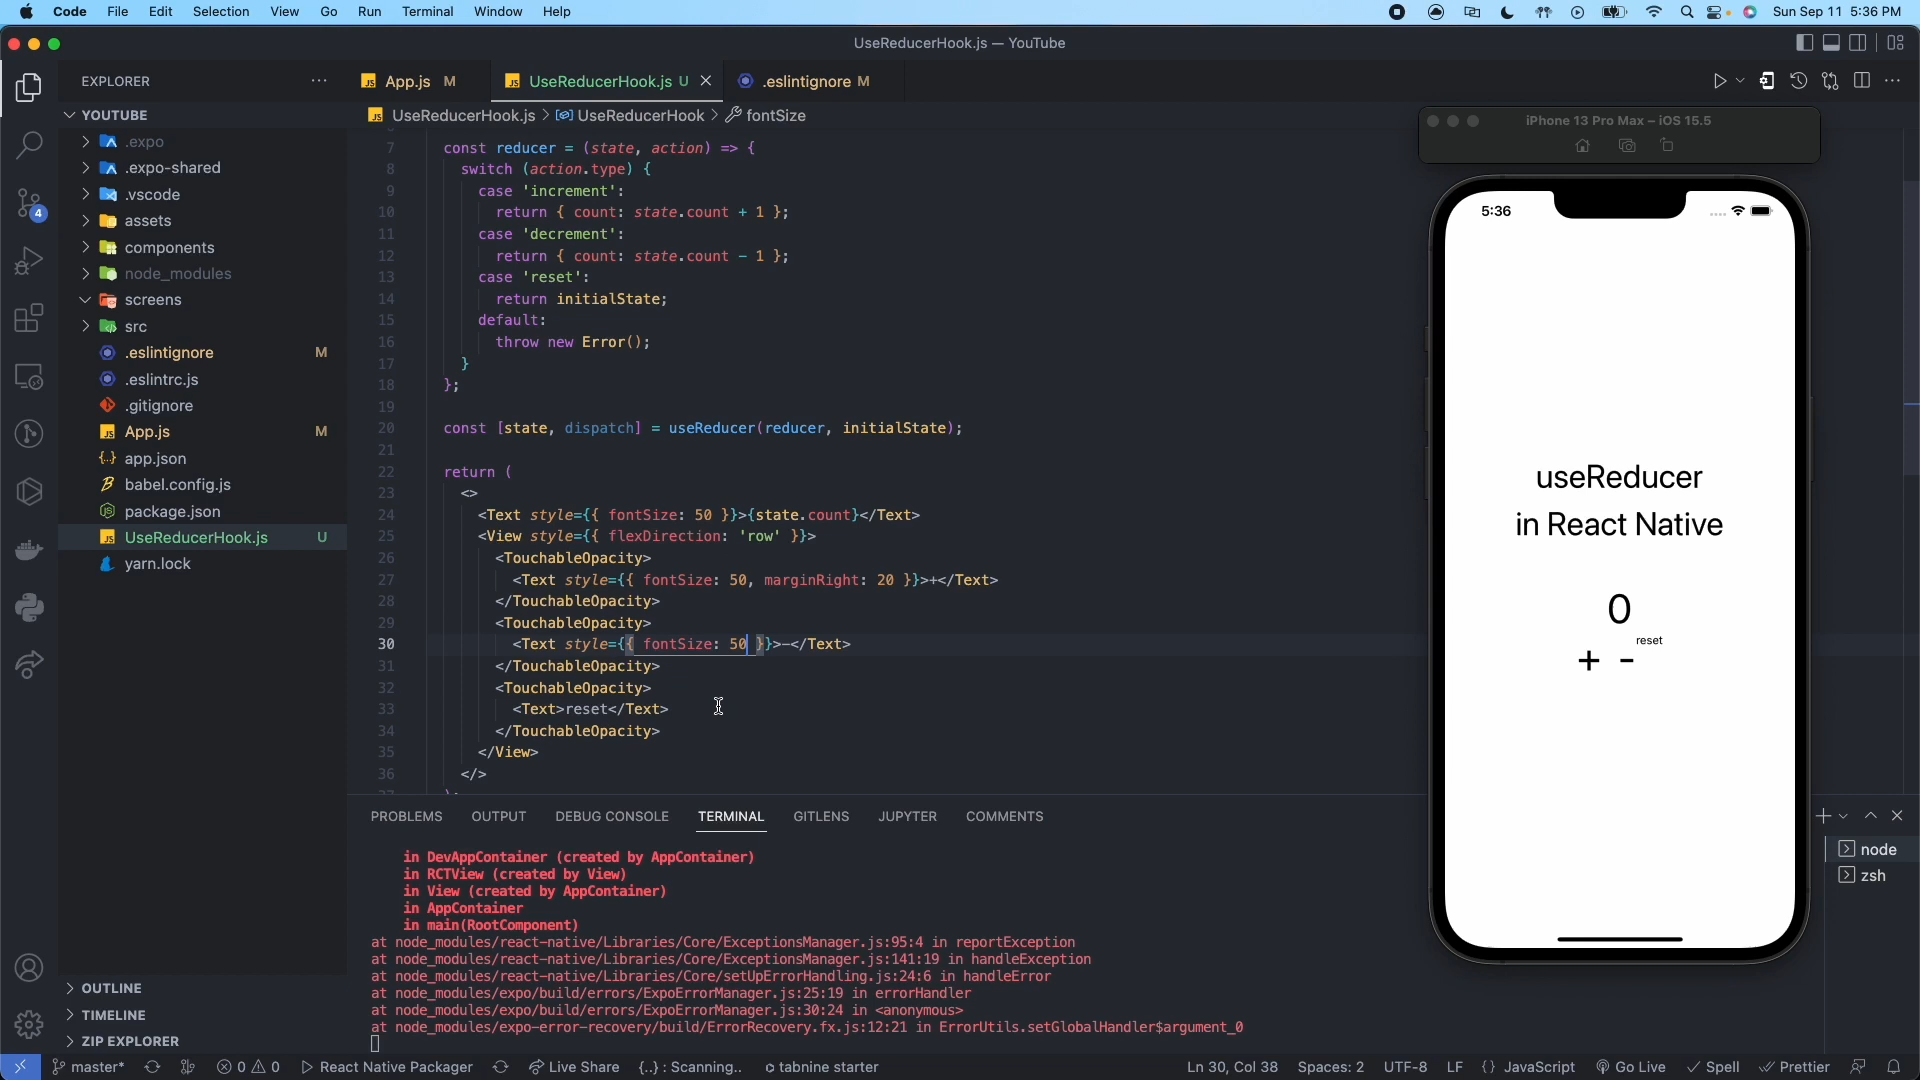 Code File Edit Selection View Go Run Terminal Window Help Sun Sep 11 5:36 PM
UseReducerHook.js — YouTube
EXPLORER
App.js M UseReducerHook.js U .eslintignore M
YOUTUBE
UseReducerHook.js > UseReducerHook > fontSize
.expo
.expo-shared
.vscode
assets
components
node_modules
screens
src
.eslintignore M
.eslintrc.js
.gitignore
App.js M
app.json
babel.config.js
package.json
UseReducerHook.js U
yarn.lock
4
OUTLINE
TIMELINE
ZIP EXPLORER
7 const reducer = (state, action) => {
8 switch (action.type) {
9 case 'increment':
10 return { count: state.count + 1 };
11 case 'decrement':
12 return { count: state.count - 1 };
13 case 'reset':
14 return initialState;
15 default:
16 throw new Error();
17 }
18 };
19
20 const [state, dispatch] = useReducer(reducer, initialState);
21
22 return (
23 <>
24 <Text style={{ fontSize: 50 }}>{state.count}</Text>
25 <View style={{ flexDirection: 'row' }}>
26 <TouchableOpacity>
27 <Text style={{ fontSize: 50, marginRight: 20 }}>+</Text>
28 </TouchableOpacity>
29 <TouchableOpacity>
30 <Text style={{ fontSize: 50 }}>-</Text>
31 </TouchableOpacity>
32 <TouchableOpacity>
33 <Text>reset</Text>
34 </TouchableOpacity>
35 </View>
36 </>
iPhone 13 Pro Max – iOS 15.5
5:36
useReducer
in React Native
0
reset
+ -
PROBLEMS OUTPUT DEBUG CONSOLE TERMINAL GITLENS JUPYTER COMMENTS
in DevAppContainer (created by AppContainer)
in RCTView (created by View)
in View (created by AppContainer)
in AppContainer
in main(RootComponent)
at node_modules/react-native/Libraries/Core/ExceptionsManager.js:95:4 in reportException
at node_modules/react-native/Libraries/Core/ExceptionsManager.js:141:19 in handleException
at node_modules/react-native/Libraries/Core/setUpErrorHandling.js:24:6 in handleError
at node_modules/expo/build/errors/ExpoErrorManager.js:25:19 in errorHandler
at node_modules/expo/build/errors/ExpoErrorManager.js:30:24 in <anonymous>
at node_modules/expo-error-recovery/build/ErrorRecovery.fx.js:12:21 in ErrorUtils.setGlobalHandler$argument_0
node
zsh
master* 0 0 React Native Packager Live Share {..} : Scanning.. tabnine starter Ln 30, Col 38 Spaces: 2 UTF-8 LF {} JavaScript Go Live Spell Prettier